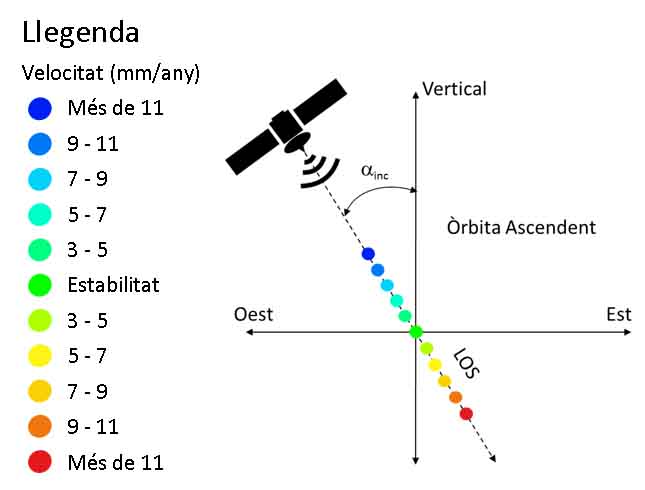 Llegenda
Velocitat (mm/any)
Més de 11
9 - 11
7 - 9
5 - 7
3 - 5
Estabilitat
3 - 5
5 - 7
7 - 9
9 - 11
Més de 11
Vertical
αinc
Òrbita Ascendent
Oest
Est
LOS